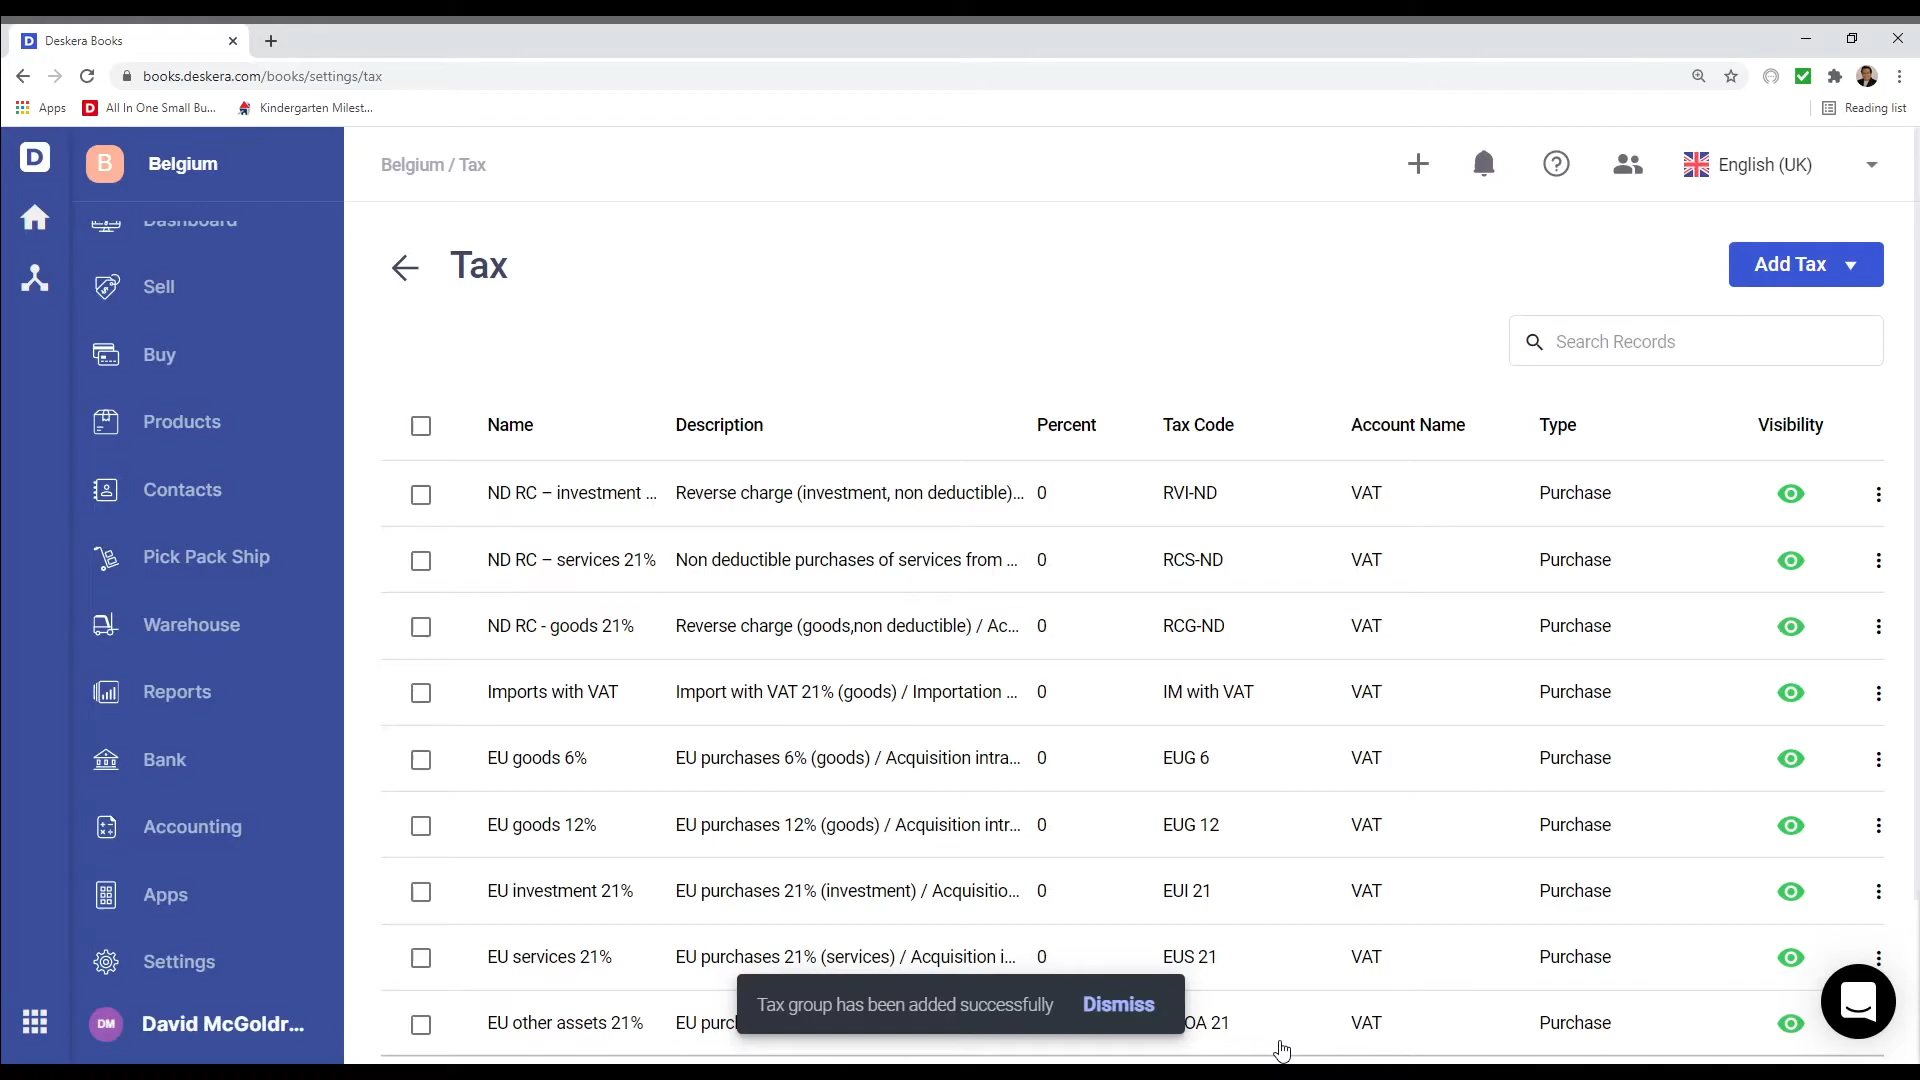 Deskera Books
books.deskera.com/books/settings/tax
Apps
All In One Small Bu...
Kindergarten Milest...
Reading list
D
B
Belgium
Belgium / Tax
English (UK)
Dashboard
Sell
Buy
Products
Contacts
Pick Pack Ship
Warehouse
Reports
Bank
Accounting
Apps
Settings
DM
David McGoldr...
Tax
Add Tax
Search Records
Name Description Percent Tax Code Account Name Type Visibility
ND RC – investment ... Reverse charge (investment, non deductible)... 0 RVI-ND VAT Purchase
ND RC – services 21% Non deductible purchases of services from ... 0 RCS-ND VAT Purchase
ND RC - goods 21% Reverse charge (goods,non deductible) / Ac... 0 RCG-ND VAT Purchase
Imports with VAT Import with VAT 21% (goods) / Importation ... 0 IM with VAT VAT Purchase
EU goods 6% EU purchases 6% (goods) / Acquisition intra... 0 EUG 6 VAT Purchase
EU goods 12% EU purchases 12% (goods) / Acquisition intr... 0 EUG 12 VAT Purchase
EU investment 21% EU purchases 21% (investment) / Acquisitio... 0 EUI 21 VAT Purchase
EU services 21% EU purchases 21% (services) / Acquisition i... 0 EUS 21 VAT Purchase
EU other assets 21% EU purc OA 21 VAT Purchase
Tax group has been added successfully Dismiss